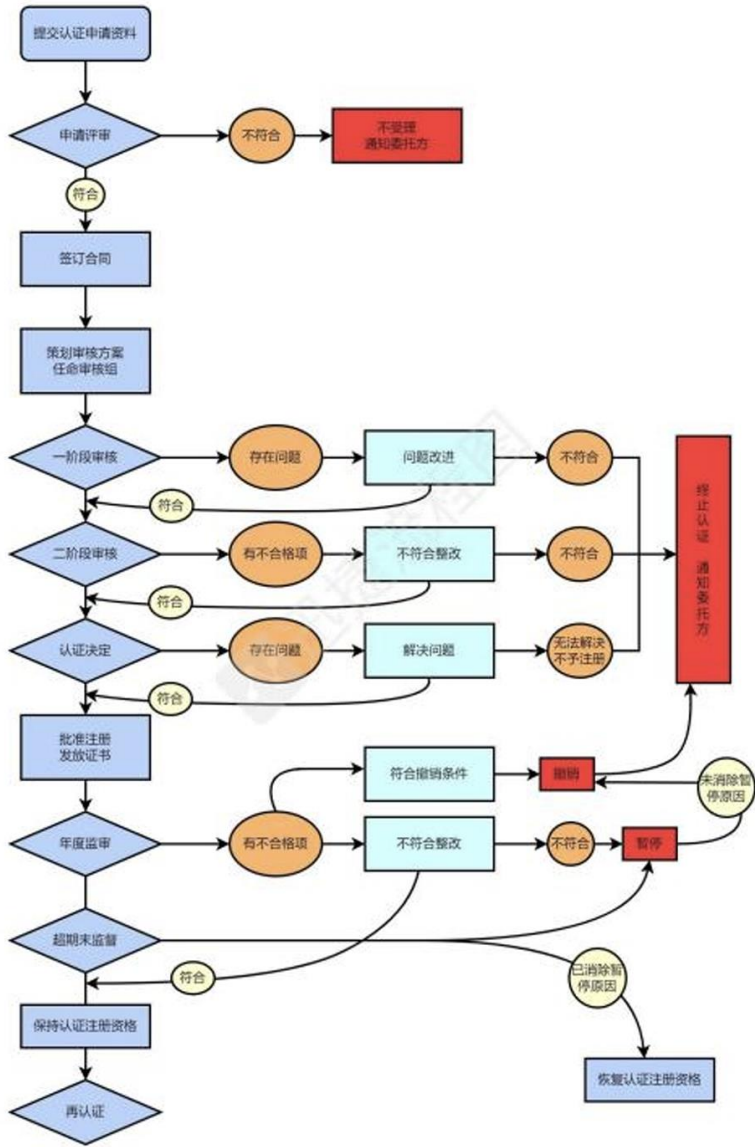 提交认证申请资料
申请评审
不符合
不受理
通知委托方
符合
签订合同
策划审核方案
任命审核组
一阶段审核
存在问题
问题改进
不符合
符合
二阶段审核
有不合格项
不符合整改
不符合
符合
认证决定
存在问题
解决问题
无法解决
不予注册
符合
终止认证 通知委托方
批准注册
发放证书
符合撤销条件
撤销
未消除暂
停原因
年度监审
有不合格项
不符合整改
不符合
暂停
超期未监督
符合
已消除暂
停原因
保持认证注册资格
恢复认证注册资格
再认证